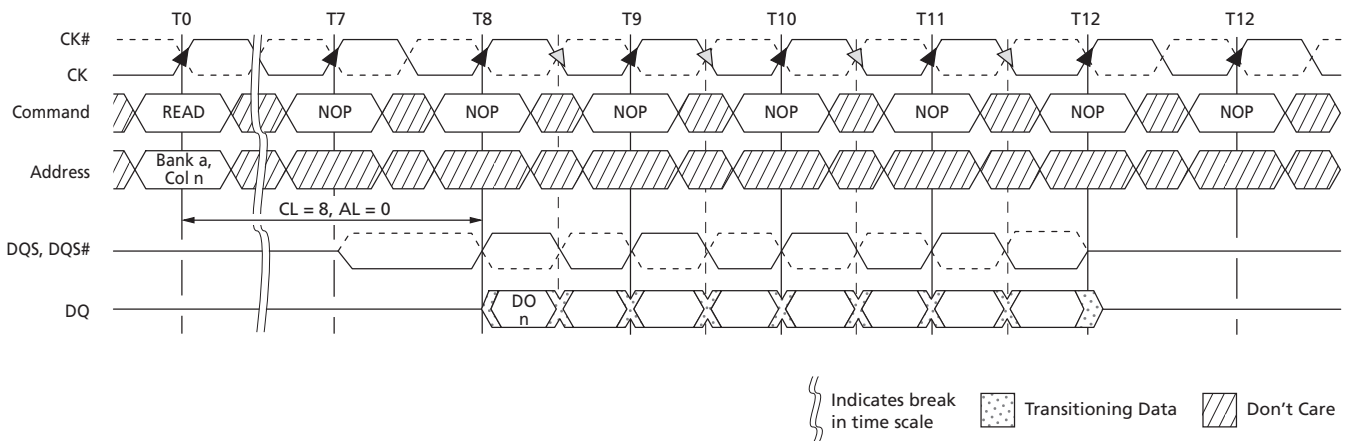 T0 T7 T8 T9 T10 T11 T12 T12
CK#
CK
Command READ NOP NOP NOP NOP NOP NOP NOP
Address Bank a,
Col n
CL = 8, AL = 0
DQS, DQS#
DQ DO
n
Indicates break
in time scale
Transitioning Data
Don't Care